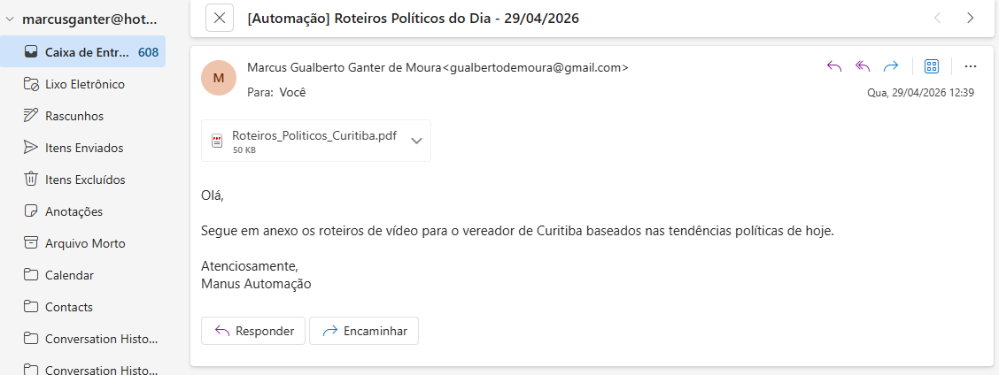 marcusganter@hot...
Caixa de Entr... 608
Lixo Eletrônico
Rascunhos
Itens Enviados
Itens Excluídos
Anotações
Arquivo Morto
Calendar
Contacts
Conversation Histo...
Conversation Histo...
[Automação] Roteiros Políticos do Dia - 29/04/2026
M
Marcus Gualberto Ganter de Moura<gualbertodemoura@gmail.com>
Para: Você
Qua, 29/04/2026 12:39
Roteiros_Politicos_Curitiba.pdf
50 KB
Olá,
Segue em anexo os roteiros de vídeo para o vereador de Curitiba baseados nas tendências políticas de hoje.
Atenciosamente,
Manus Automação
Responder
Encaminhar